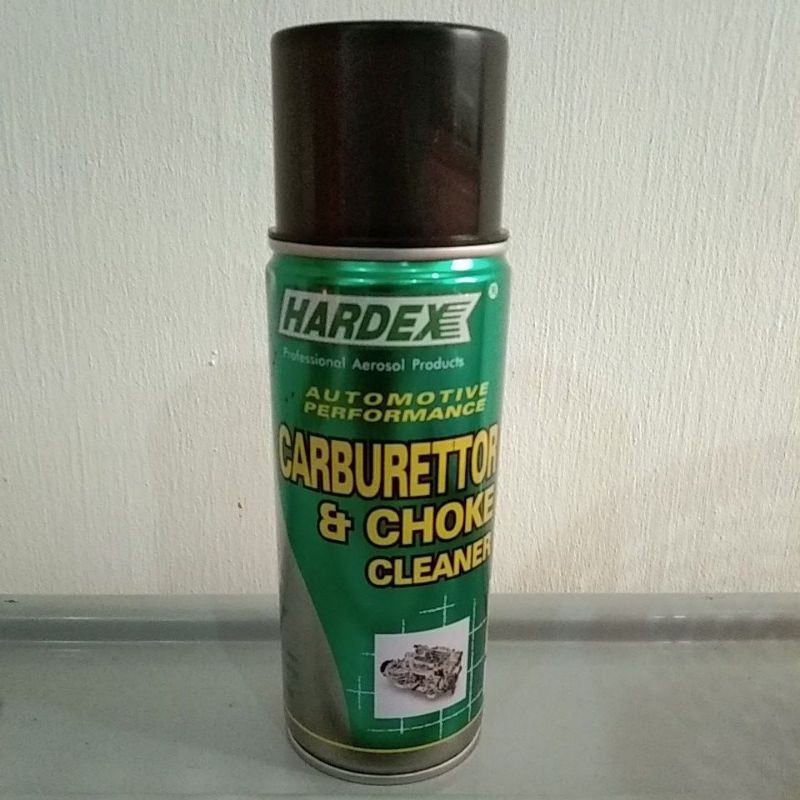 HARDEX ®
Professional Aerosol Products
AUTOMOTIVE
PERFORMANCE
CARBURETTOR
& CHOKE
CLEANER